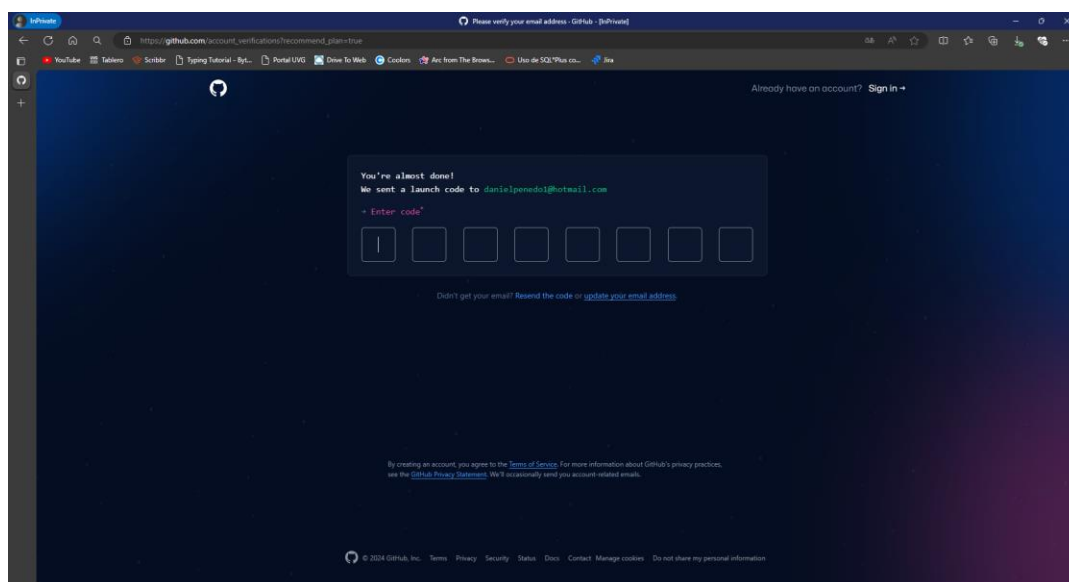 InPrivate
Please verify your email address - GitHub - [InPrivate]
https://github.com/account_verifications?recommend_plan=true
YouTube Tablero Scribbr Typing Tutorial - Byt... Portal UVG Drive To Web Coolors Arc from The Brows... Uso de SQL*Plus co... Jira
Already have an account? Sign in →
You're almost done!
We sent a launch code to danielpenedo1@hotmail.com
→ Enter code*
Didn't get your email? Resend the code or update your email address.
By creating an account, you agree to the Terms of Service. For more information about GitHub's privacy practices,
see the GitHub Privacy Statement. We'll occasionally send you account-related emails.
© 2024 GitHub, Inc. Terms Privacy Security Status Docs Contact Manage cookies Do not share my personal information